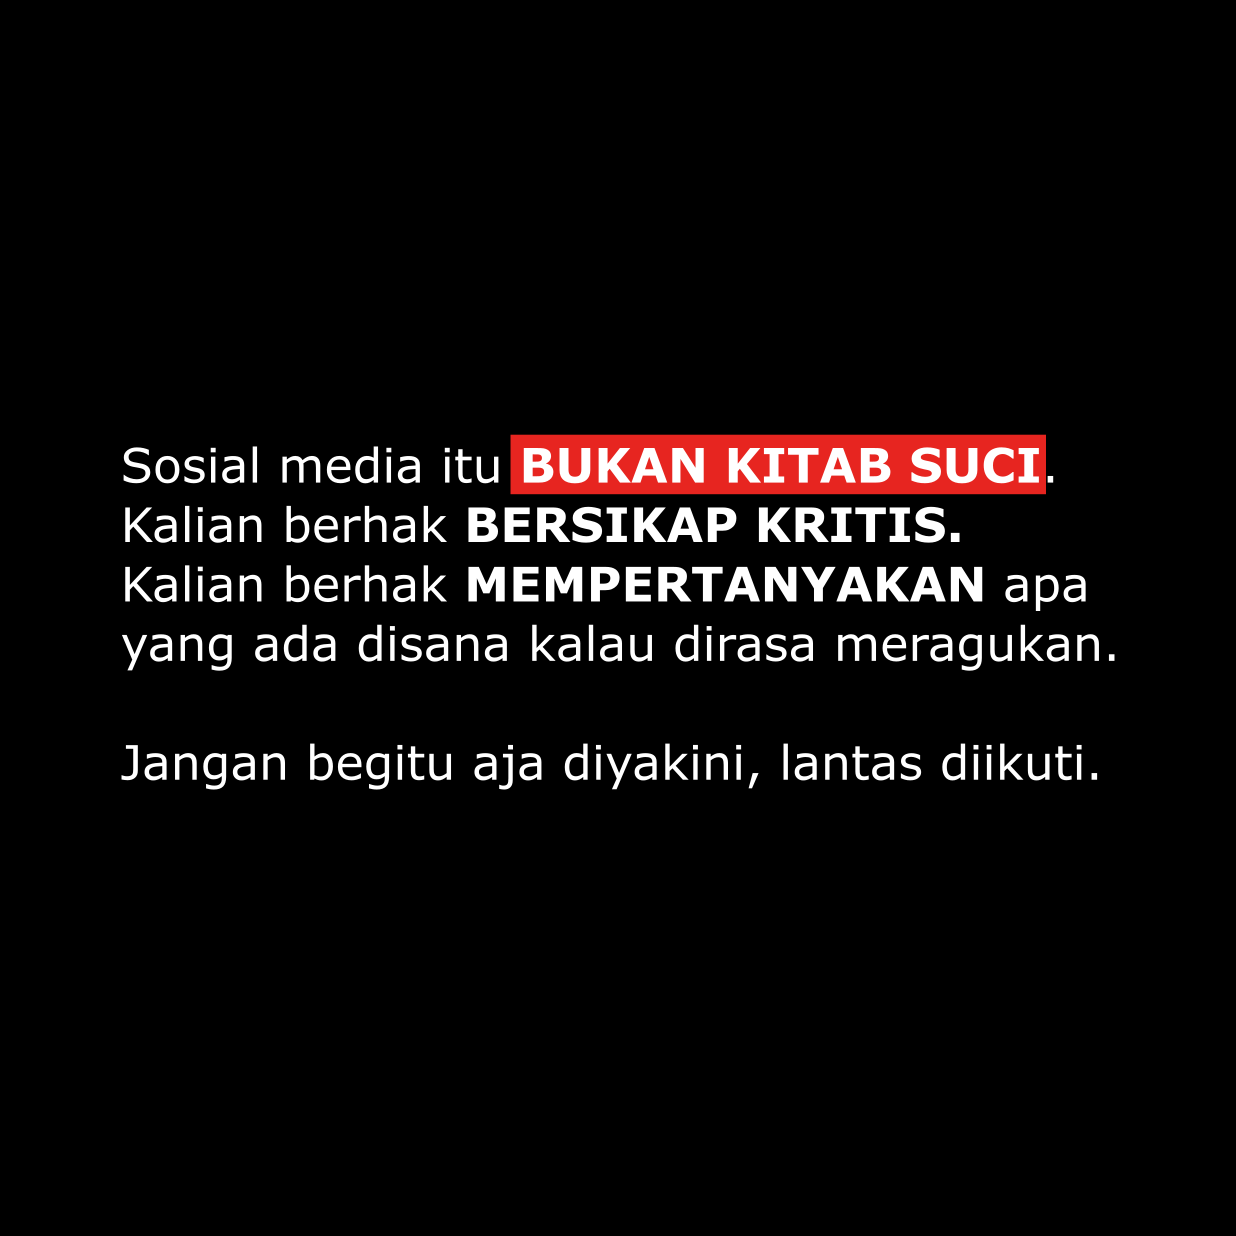 Sosial media itu BUKAN KITAB SUCI.
Kalian berhak BERSIKAP KRITIS.
Kalian berhak MEMPERTANYAKAN apa
yang ada disana kalau dirasa meragukan.
Jangan begitu aja diyakini, lantas diikuti.